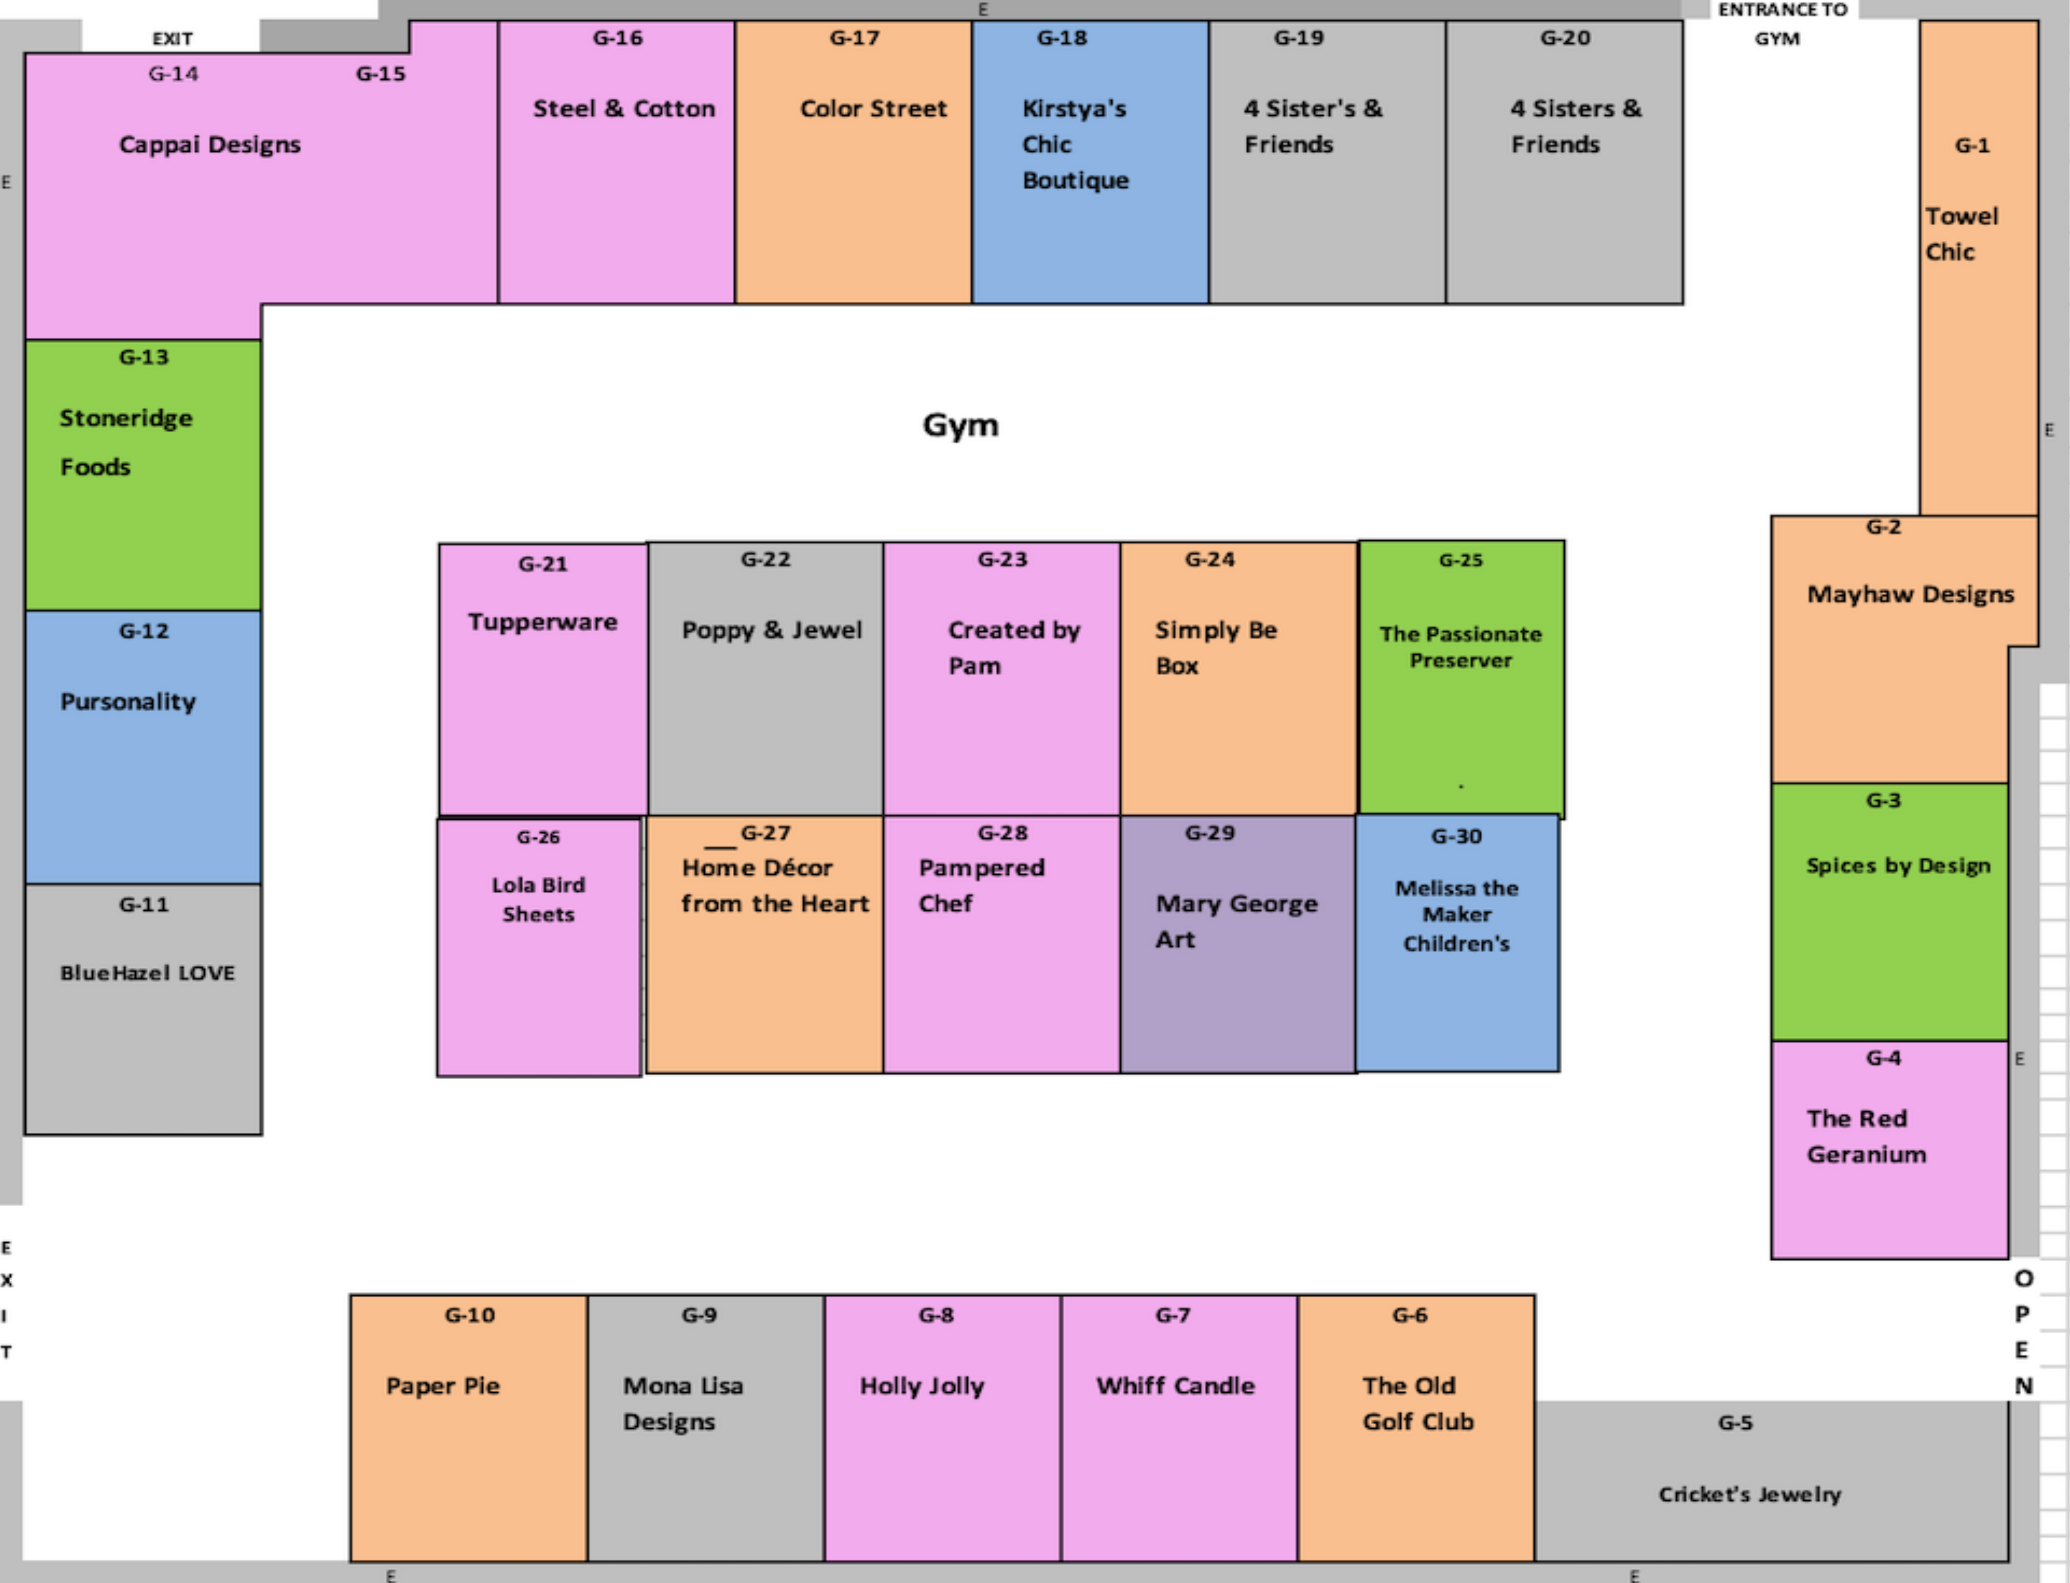 E
ENTRANCE TO
GYM
EXIT
G-14
G-15
Cappai Designs
G-16
Steel & Cotton
G-17
Color Street
G-18
Kirstya's
Chic
Boutique
G-19
4 Sister's &
Friends
G-20
4 Sisters &
Friends
G-1
Towel
Chic
E
E
G-13
Stoneridge
Foods
Gym
G-2
Mayhaw Designs
G-12
Pursonality
G-21
Tupperware
G-22
Poppy & Jewel
G-23
Created by
Pam
G-24
Simply Be
Box
G-25
The Passionate
Preserver
.
G-3
Spices by Design
G-11
BlueHazel LOVE
G-26
Lola Bird
Sheets
G-27
Home Décor
from the Heart
G-28
Pampered
Chef
G-29
Mary George
Art
G-30
Melissa the
Maker
Children's
G-4
The Red
Geranium
E
E
X
I
T
O
P
E
N
G-10
Paper Pie
G-9
Mona Lisa
Designs
G-8
Holly Jolly
G-7
Whiff Candle
G-6
The Old
Golf Club
G-5
Cricket's Jewelry
E
E